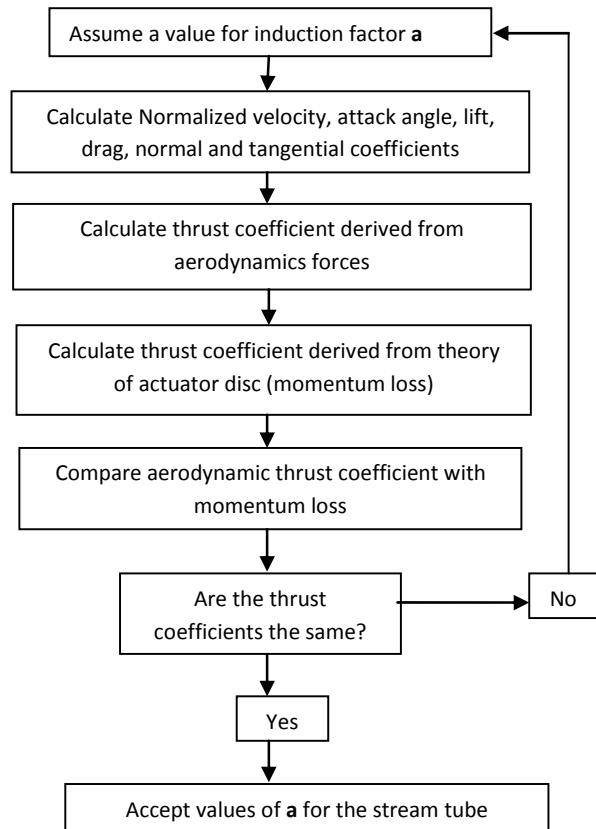 Assume a value for induction factor a
Calculate Normalized velocity, attack angle, lift,
drag, normal and tangential coefficients
Calculate thrust coefficient derived from
aerodynamics forces
Calculate thrust coefficient derived from theory
of actuator disc (momentum loss)
Compare aerodynamic thrust coefficient with
momentum loss
Are the thrust
coefficients the same?
No
Yes
Accept values of a for the stream tube